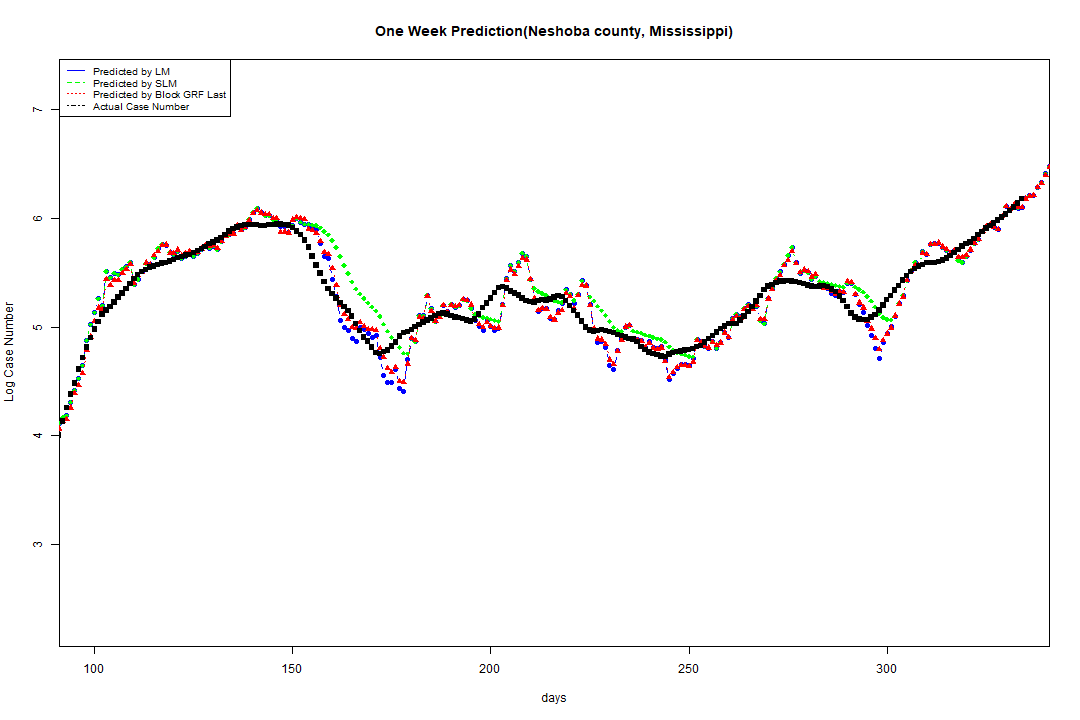 One Week Prediction(Neshoba county, Mississippi)
Predicted by LM
Predicted by SLM
Predicted by Block GRF Last
Actual Case Number
7
6
5
4
3
Log Case Number
100 150 200 250 300
days